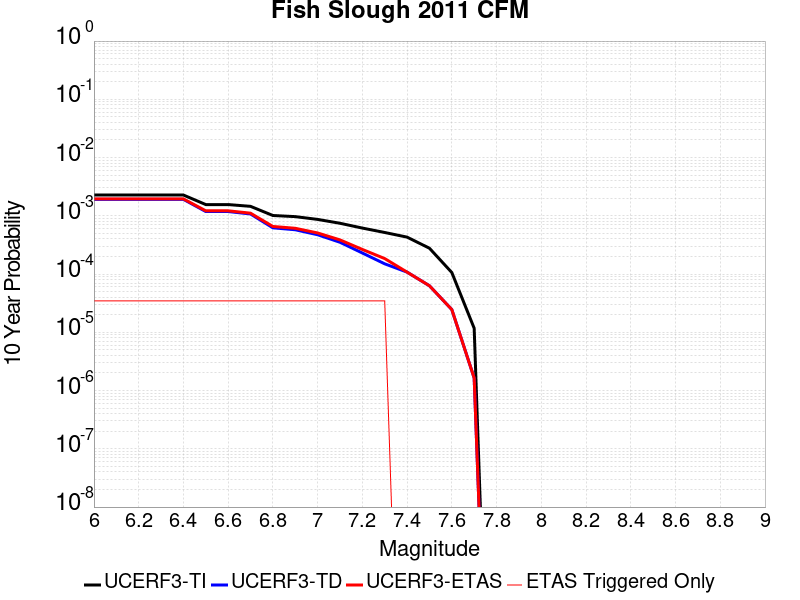 Fish Slough 2011 CFM
10^0
10^-1
10^-2
10^-3
10^-4
10^-5
10^-6
10^-7
10^-8
10 Year Probability
6 6.2 6.4 6.6 6.8 7 7.2 7.4 7.6 7.8 8 8.2 8.4 8.6 8.8 9
Magnitude
UCERF3-TI UCERF3-TD UCERF3-ETAS ETAS Triggered Only